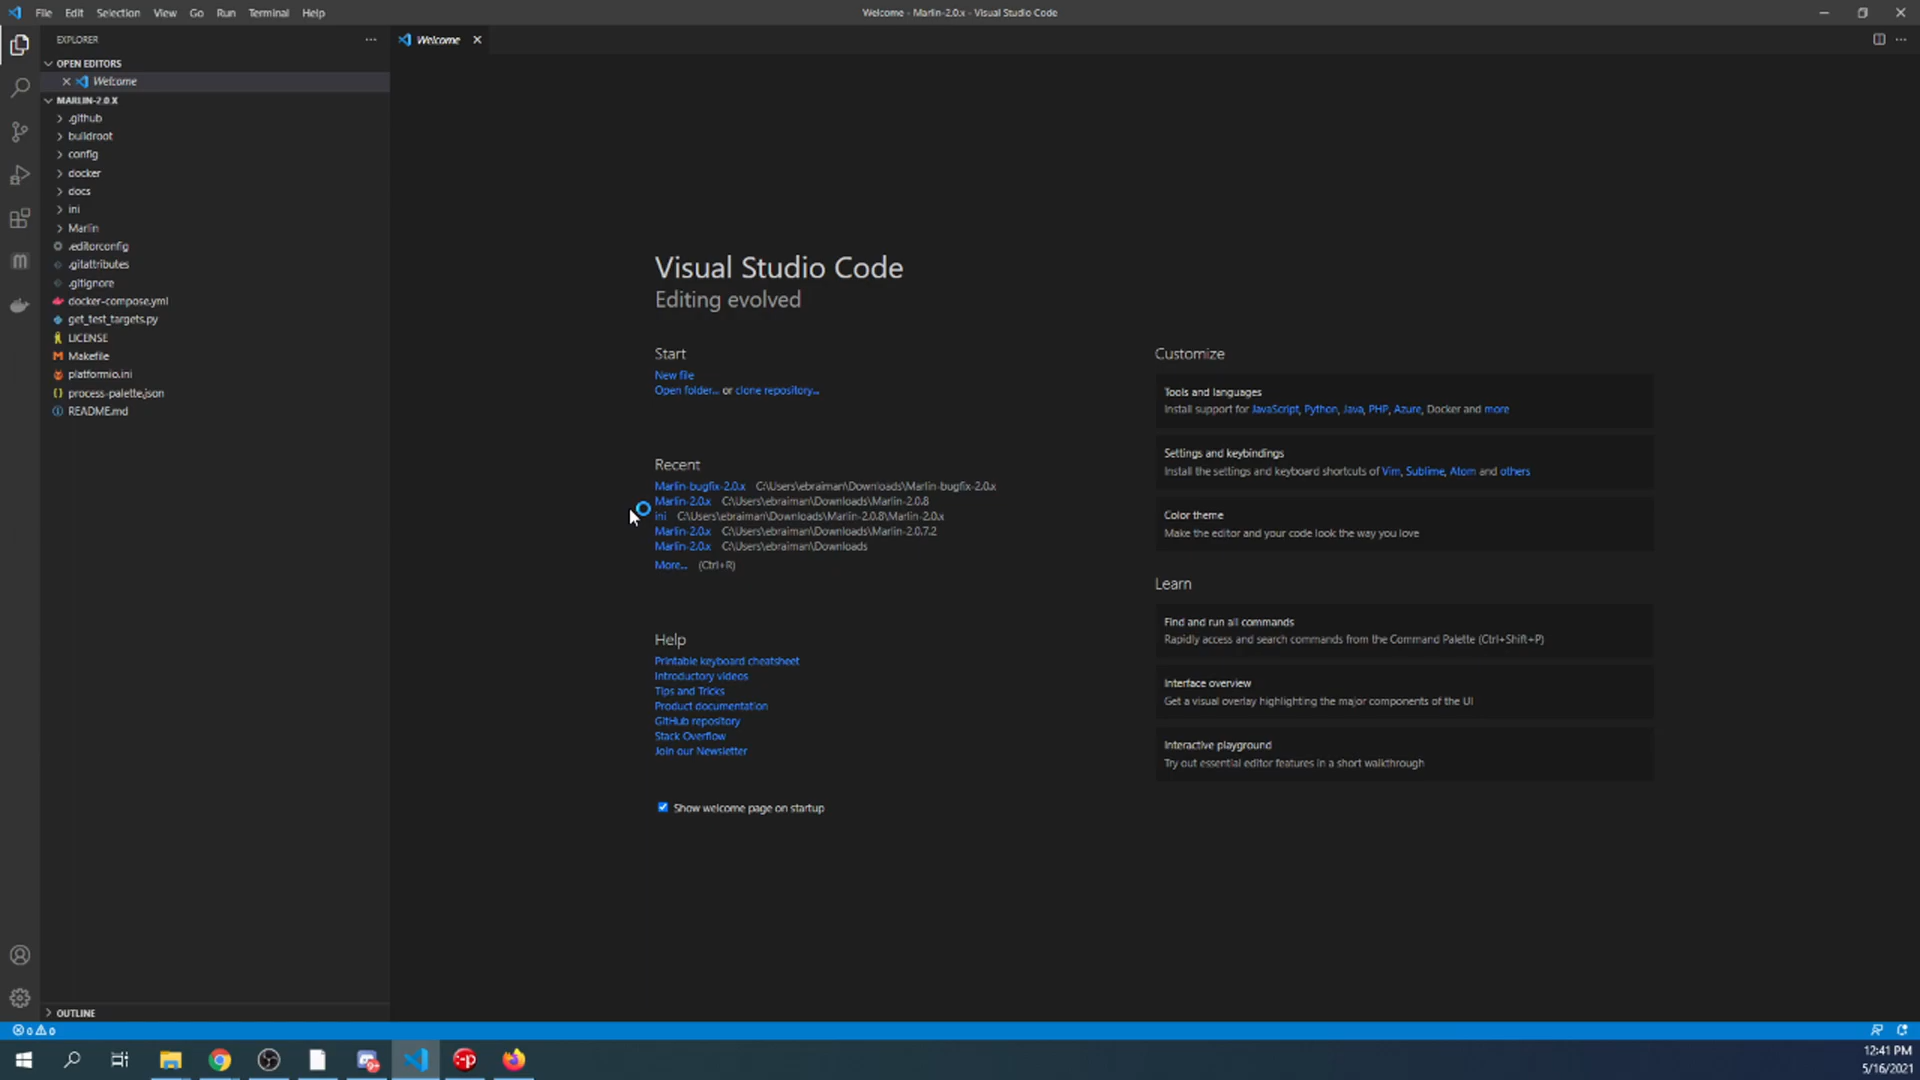 File Edit Selection View Go Run Terminal Help
Welcome - Marlin-2.0.x - Visual Studio Code
EXPLORER
OPEN EDITORS
Welcome
MARLIN-2.0.X
.github
buildroot
config
docker
docs
ini
Marlin
.editorconfig
.gitattributes
.gitignore
docker-compose.yml
get_test_targets.py
LICENSE
Makefile
platformio.ini
process-palette.json
README.md
OUTLINE
Welcome
Visual Studio Code
Editing evolved
Start
New file
Open folder... or clone repository...
Recent
Marlin-bugfix-2.0.x C:\Users\ebraiman\Downloads\Marlin-bugfix-2.0.x
Marlin-2.0.x C:\Users\ebraiman\Downloads\Marlin-2.0.8
ini C:\Users\ebraiman\Downloads\Marlin-2.0.8\Marlin-2.0.x
Marlin-2.0.x C:\Users\ebraiman\Downloads\Marlin-2.0.7.2
Marlin-2.0.x C:\Users\ebraiman\Downloads
More... (Ctrl+R)
Help
Printable keyboard cheatsheet
Introductory videos
Tips and Tricks
Product documentation
GitHub repository
Stack Overflow
Join our Newsletter
Show welcome page on startup
Customize
Tools and languages
Install support for JavaScript, Python, Java, PHP, Azure, Docker and more
Settings and keybindings
Install the settings and keyboard shortcuts of Vim, Sublime, Atom and others
Color theme
Make the editor and your code look the way you love
Learn
Find and run all commands
Rapidly access and search commands from the Command Palette (Ctrl+Shift+P)
Interface overview
Get a visual overlay highlighting the major components of the UI
Interactive playground
Try out essential editor features in a short walkthrough
0 0
12:41 PM
5/16/2021